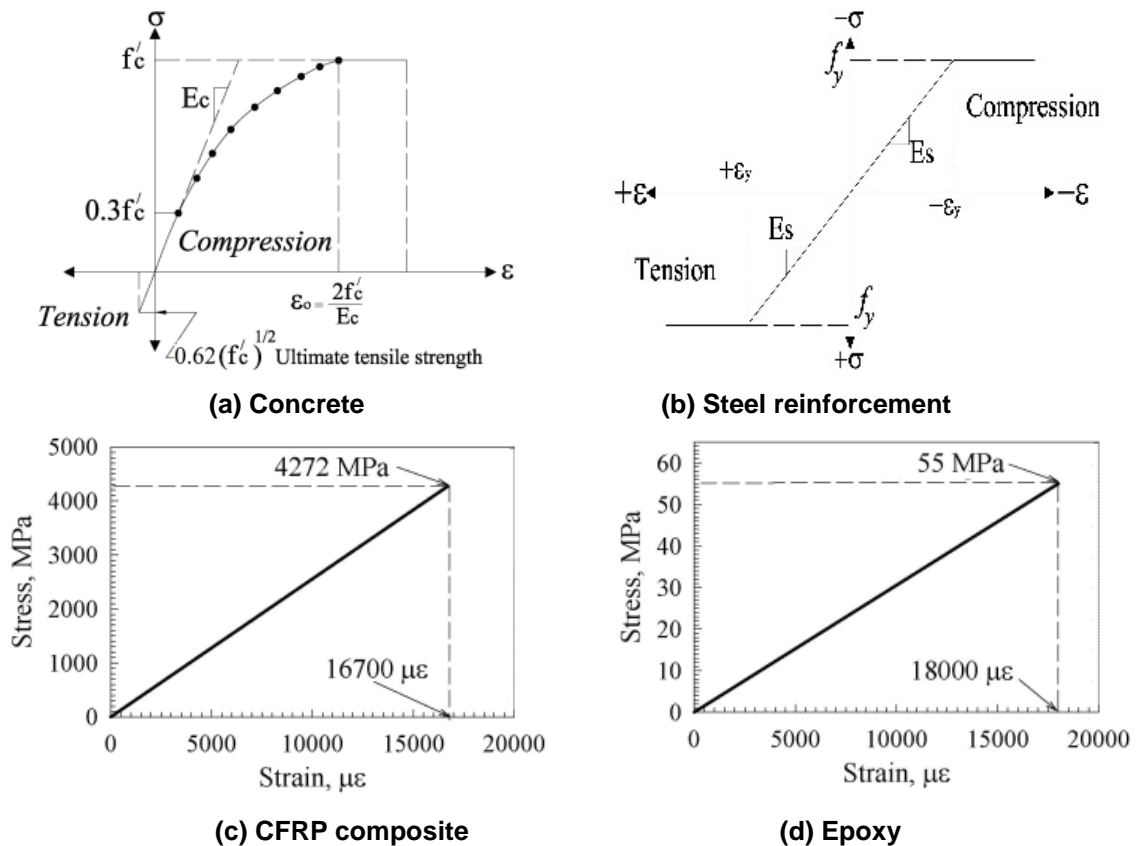 σ
f′c
Ec
0.3f′c
Compression
ε
εo = 2f′c / Ec
Tension
-0.62(f′c)^1/2 Ultimate tensile strength
(a) Concrete
−σ
fy
Compression
Es
+εy
+ε
−ε
−εy
Es
Tension
fy
+σ
(b) Steel reinforcement
5000
4272 MPa
4000
3000
2000
1000
0
16700 με
0 5000 10000 15000 20000
Stress, MPa
Strain, με
(c) CFRP composite
60
55 MPa
50
40
30
20
10
0
18000 με
0 5000 10000 15000 20000
Stress, MPa
Strain, με
(d) Epoxy